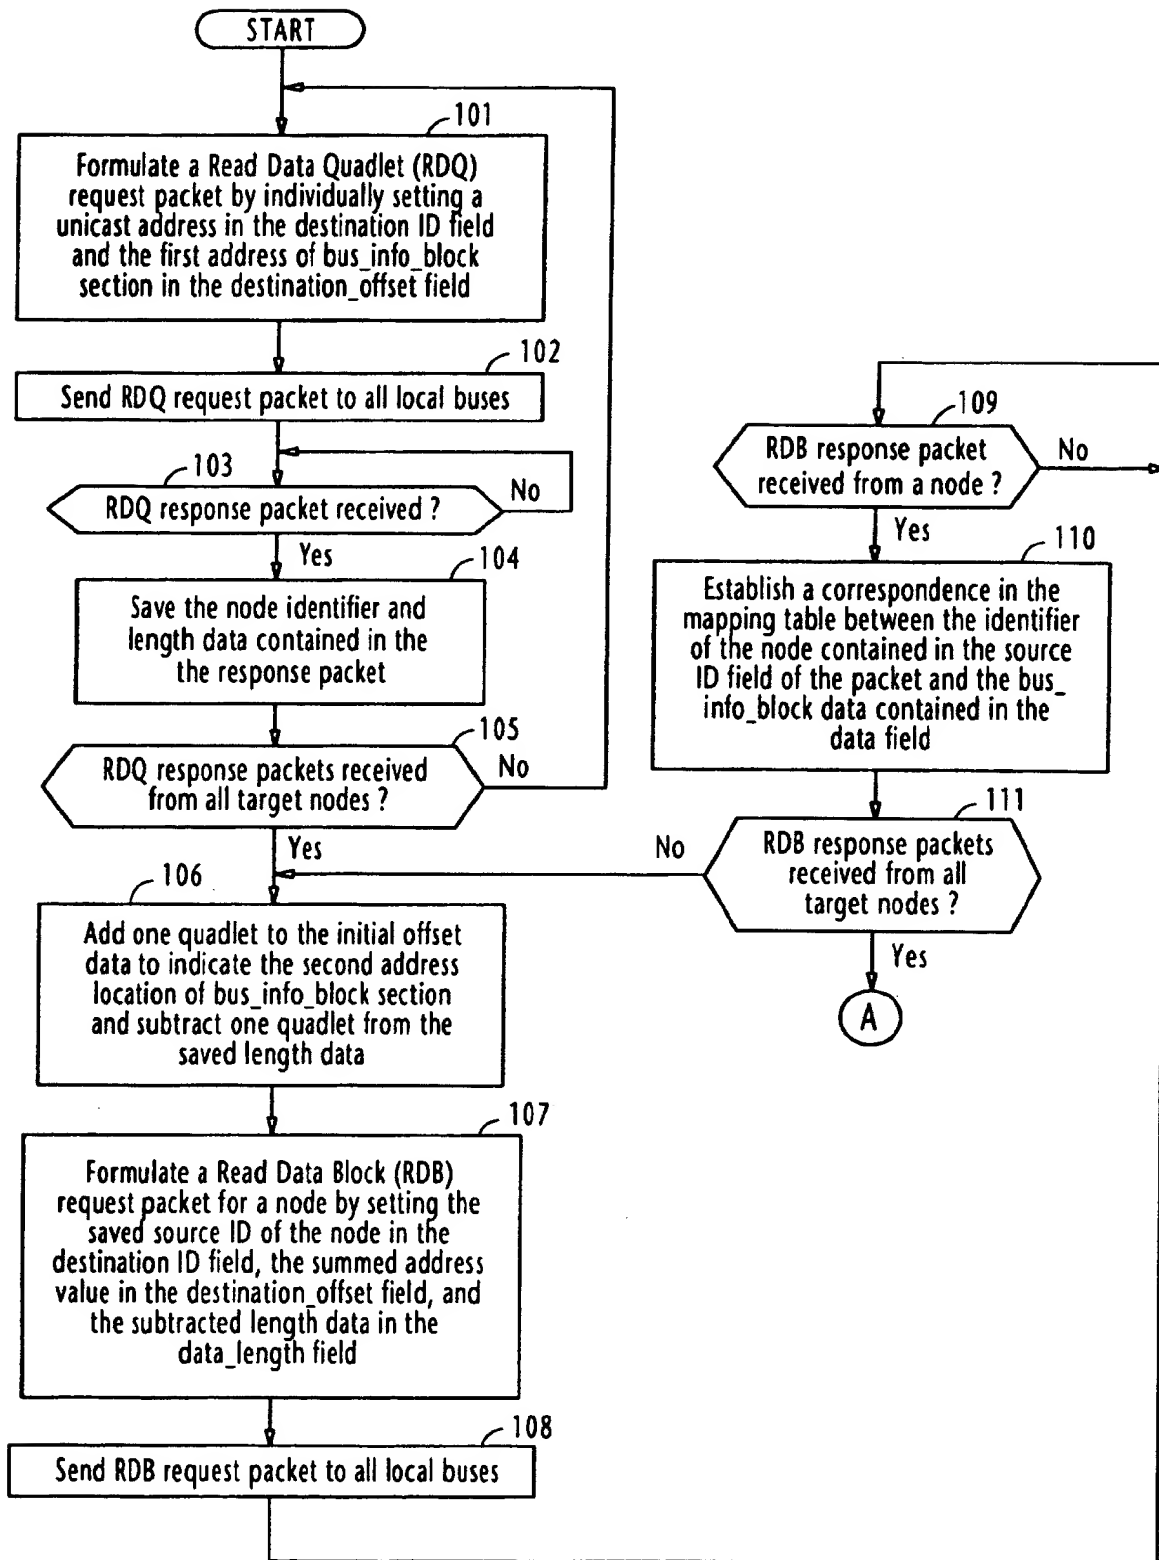 START
101
Formulate a Read Data Quadlet (RDQ)
request packet by individually setting a
unicast address in the destination ID field
and the first address of bus_info_block
section in the destination_offset field
102
Send RDQ request packet to all local buses
103
RDQ response packet received ?
No
Yes
104
Save the node identifier and
length data contained in the
the response packet
105
RDQ response packets received
from all target nodes ?
No
Yes
106
Add one quadlet to the initial offset
data to indicate the second address
location of bus_info_block section
and subtract one quadlet from the
saved length data
107
Formulate a Read Data Block (RDB)
request packet for a node by setting the
saved source ID of the node in the
destination ID field, the summed address
value in the destination_offset field, and
the subtracted length data in the
data_length field
108
Send RDB request packet to all local buses
109
RDB response packet
received from a node ?
No
Yes
110
Establish a correspondence in the
mapping table between the identifier
of the node contained in the source
ID field of the packet and the bus_
info_block data contained in the
data field
111
RDB response packets
received from all
target nodes ?
No
Yes
A